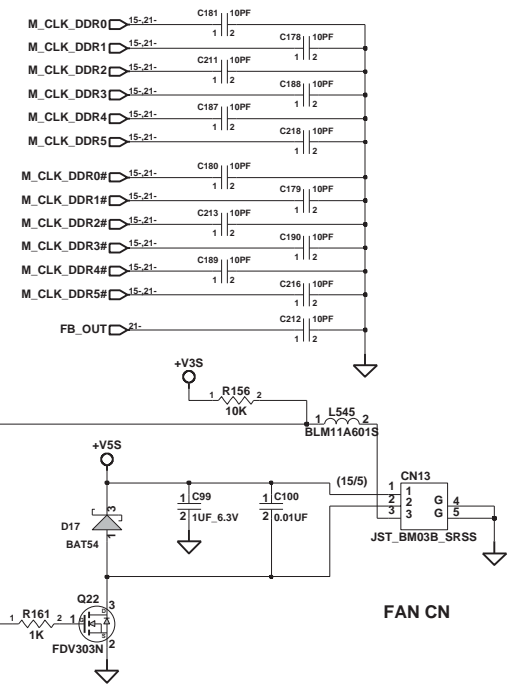 M_CLK_DDR0 15-,21- C181 10PF 1 2
M_CLK_DDR1 15-,21- C178 10PF 1 2
M_CLK_DDR2 15-,21- C211 10PF 1 2
M_CLK_DDR3 15-,21- C188 10PF 1 2
M_CLK_DDR4 15-,21- C187 10PF 1 2
M_CLK_DDR5 15-,21- C218 10PF 1 2
M_CLK_DDR0# 15-,21- C180 10PF 1 2
M_CLK_DDR1# 15-,21- C179 10PF 1 2
M_CLK_DDR2# 15-,21- C213 10PF 1 2
M_CLK_DDR3# 15-,21- C190 10PF 1 2
M_CLK_DDR4# 15-,21- C189 10PF 1 2
M_CLK_DDR5# 15-,21- C216 10PF 1 2
FB_OUT 21- C212 10PF 1 2
+V3S
1 R156 2
10K
1 L545 2
BLM11A601S
+V5S
(15/5)
CN13
1 1
2 2
3 3
G 4
G 5
JST_BM03B_SRSS
1 C99
2 1UF_6.3V
1 C100
2 0.01UF
3
D17
BAT54
1
Q22
3
D
1 R161 2
1K
1
G
S
2
FDV303N
FAN CN